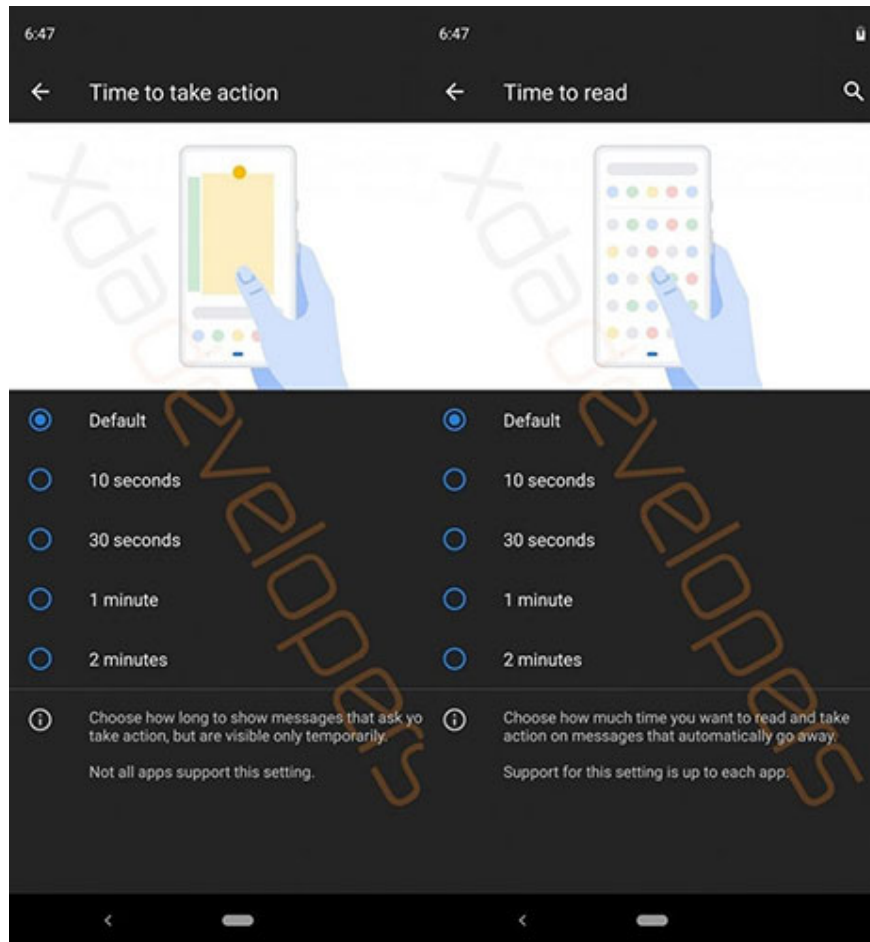 6:47
Time to take action
Default
10 seconds
30 seconds
1 minute
2 minutes
Choose how long to show messages that ask yo
take action, but are visible only temporarily.
Not all apps support this setting.
6:47
Time to read
Default
10 seconds
30 seconds
1 minute
2 minutes
Choose how much time you want to read and take
action on messages that automatically go away.
Support for this setting is up to each app.
xdadevelopers
xdadevelopers